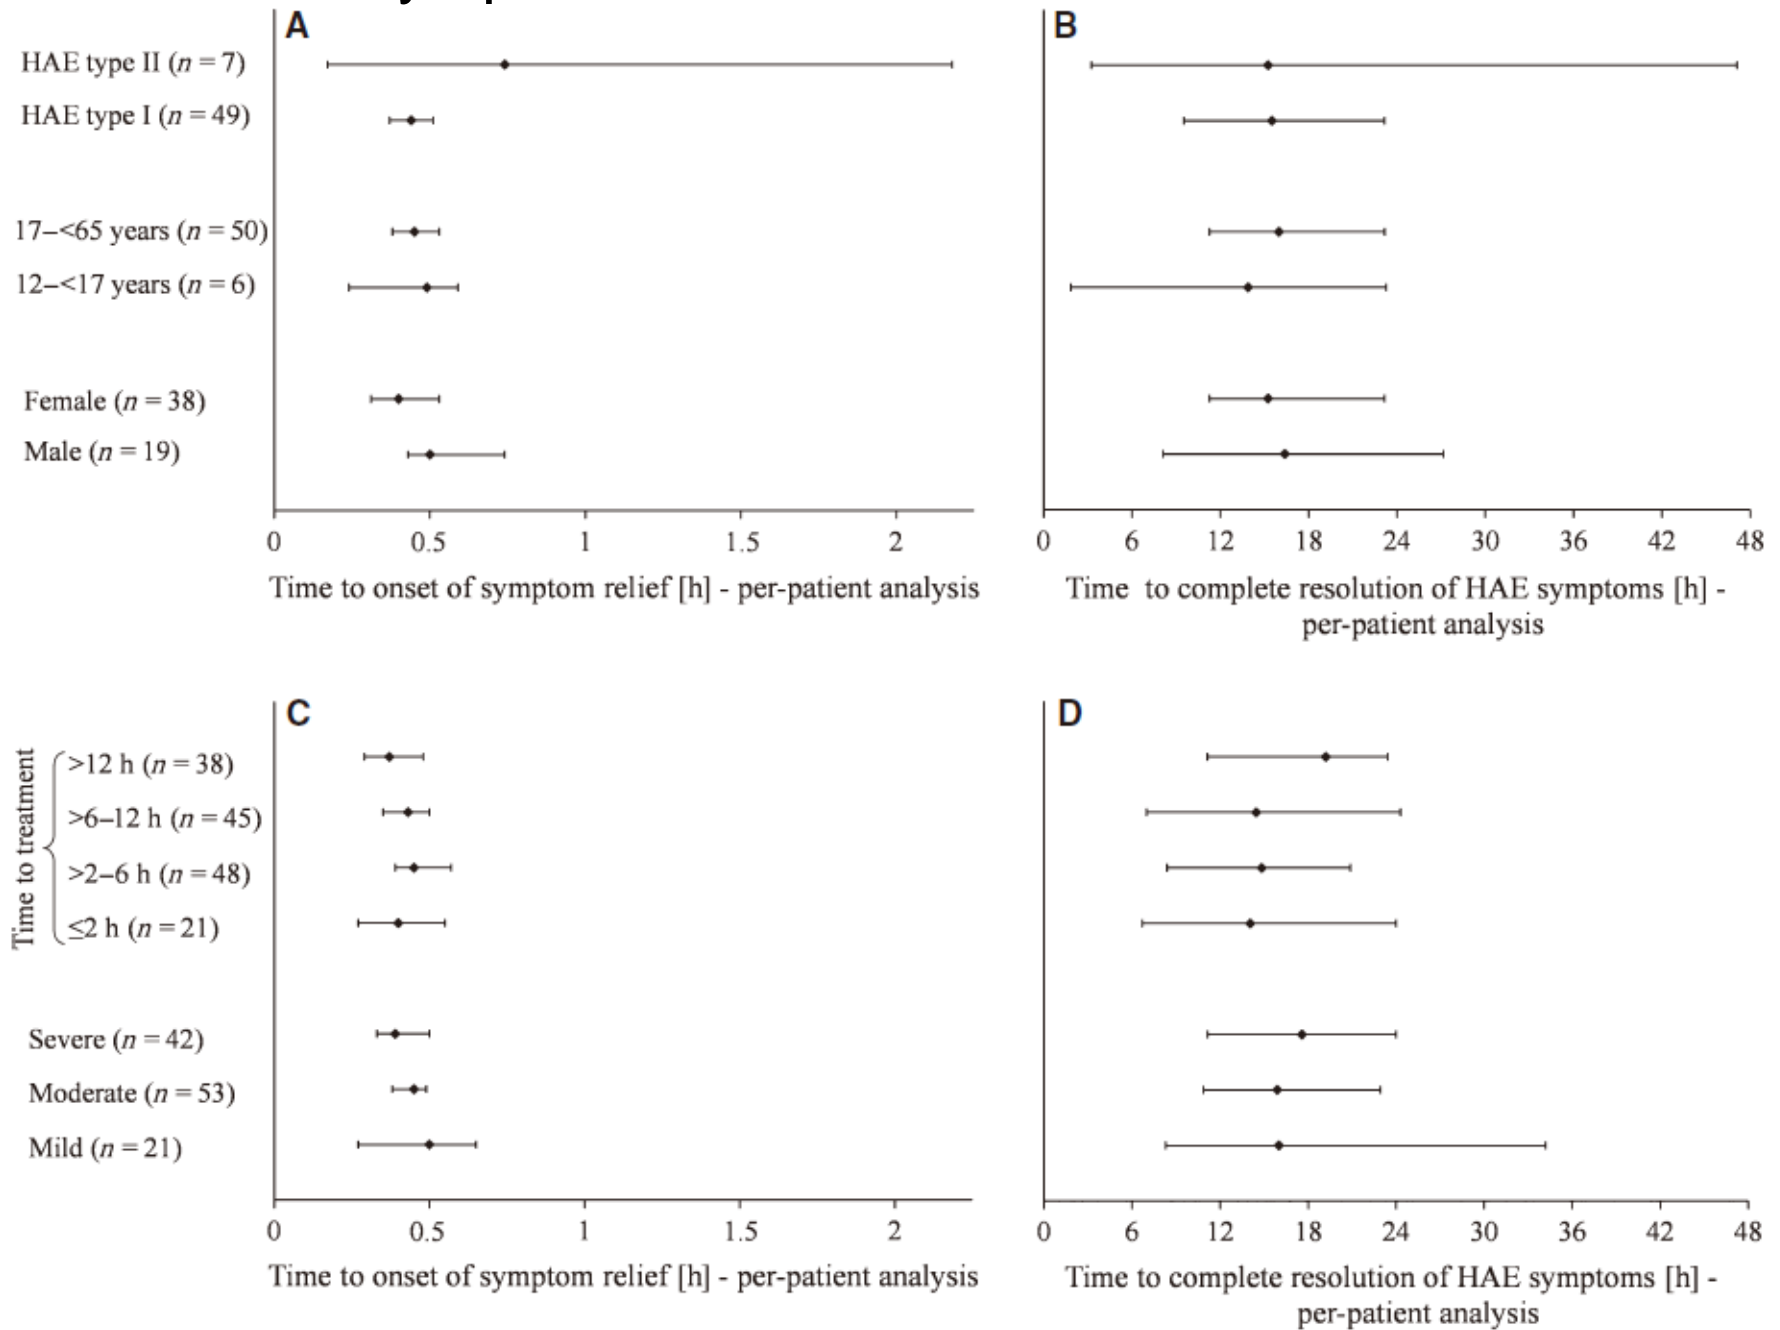 A
B
HAE type II (n = 7)
HAE type I (n = 49)
17–<65 years (n = 50)
12–<17 years (n = 6)
Female (n = 38)
Male (n = 19)
0 0.5 1 1.5 2
0 6 12 18 24 30 36 42 48
Time to onset of symptom relief [h] - per-patient analysis
Time to complete resolution of HAE symptoms [h] -
per-patient analysis
C
D
Time to treatment
>12 h (n = 38)
>6–12 h (n = 45)
>2–6 h (n = 48)
≤2 h (n = 21)
Severe (n = 42)
Moderate (n = 53)
Mild (n = 21)
0 0.5 1 1.5 2
0 6 12 18 24 30 36 42 48
Time to onset of symptom relief [h] - per-patient analysis
Time to complete resolution of HAE symptoms [h] -
per-patient analysis